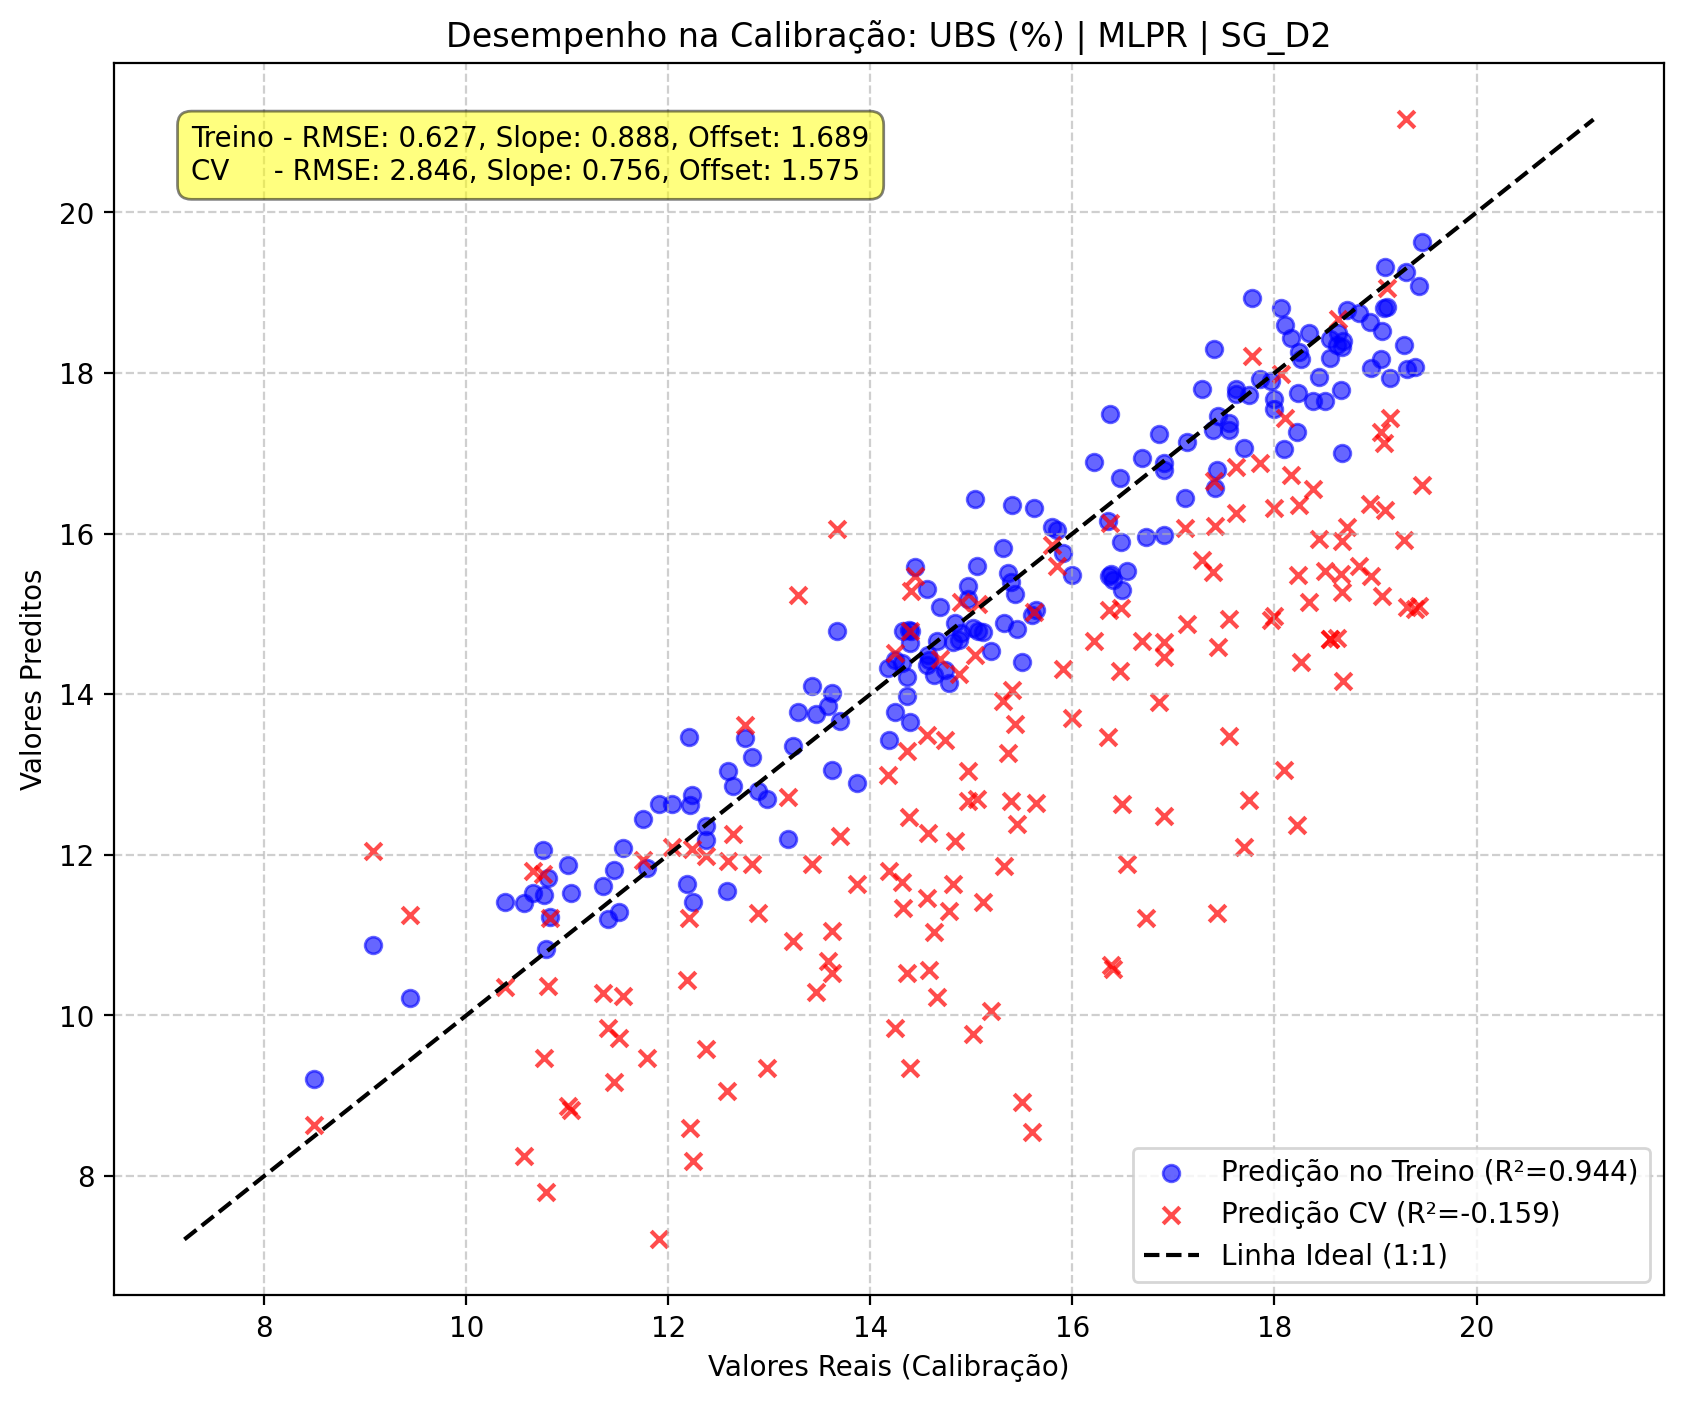 Desempenho na Calibração: UBS (%) | MLPR | SG_D2
Treino - RMSE: 0.627, Slope: 0.888, Offset: 1.689
CV     - RMSE: 2.846, Slope: 0.756, Offset: 1.575
Valores Preditos
20
18
16
14
12
10
8
Predição no Treino (R²=0.944)
Predição CV (R²=-0.159)
Linha Ideal (1:1)
8 10 12 14 16 18 20
Valores Reais (Calibração)